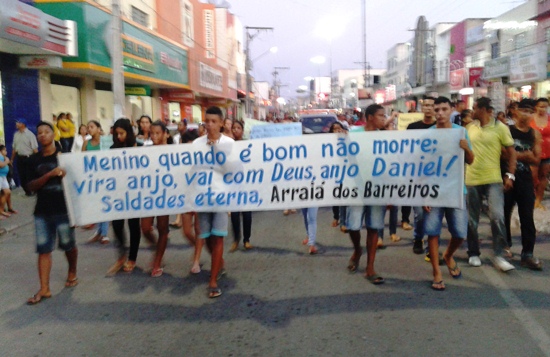 Menino quando é bom não morre;
vira anjo, vai com Deus, anjo Daniel!
Saldades eterna, Arraiá dos Barreiros